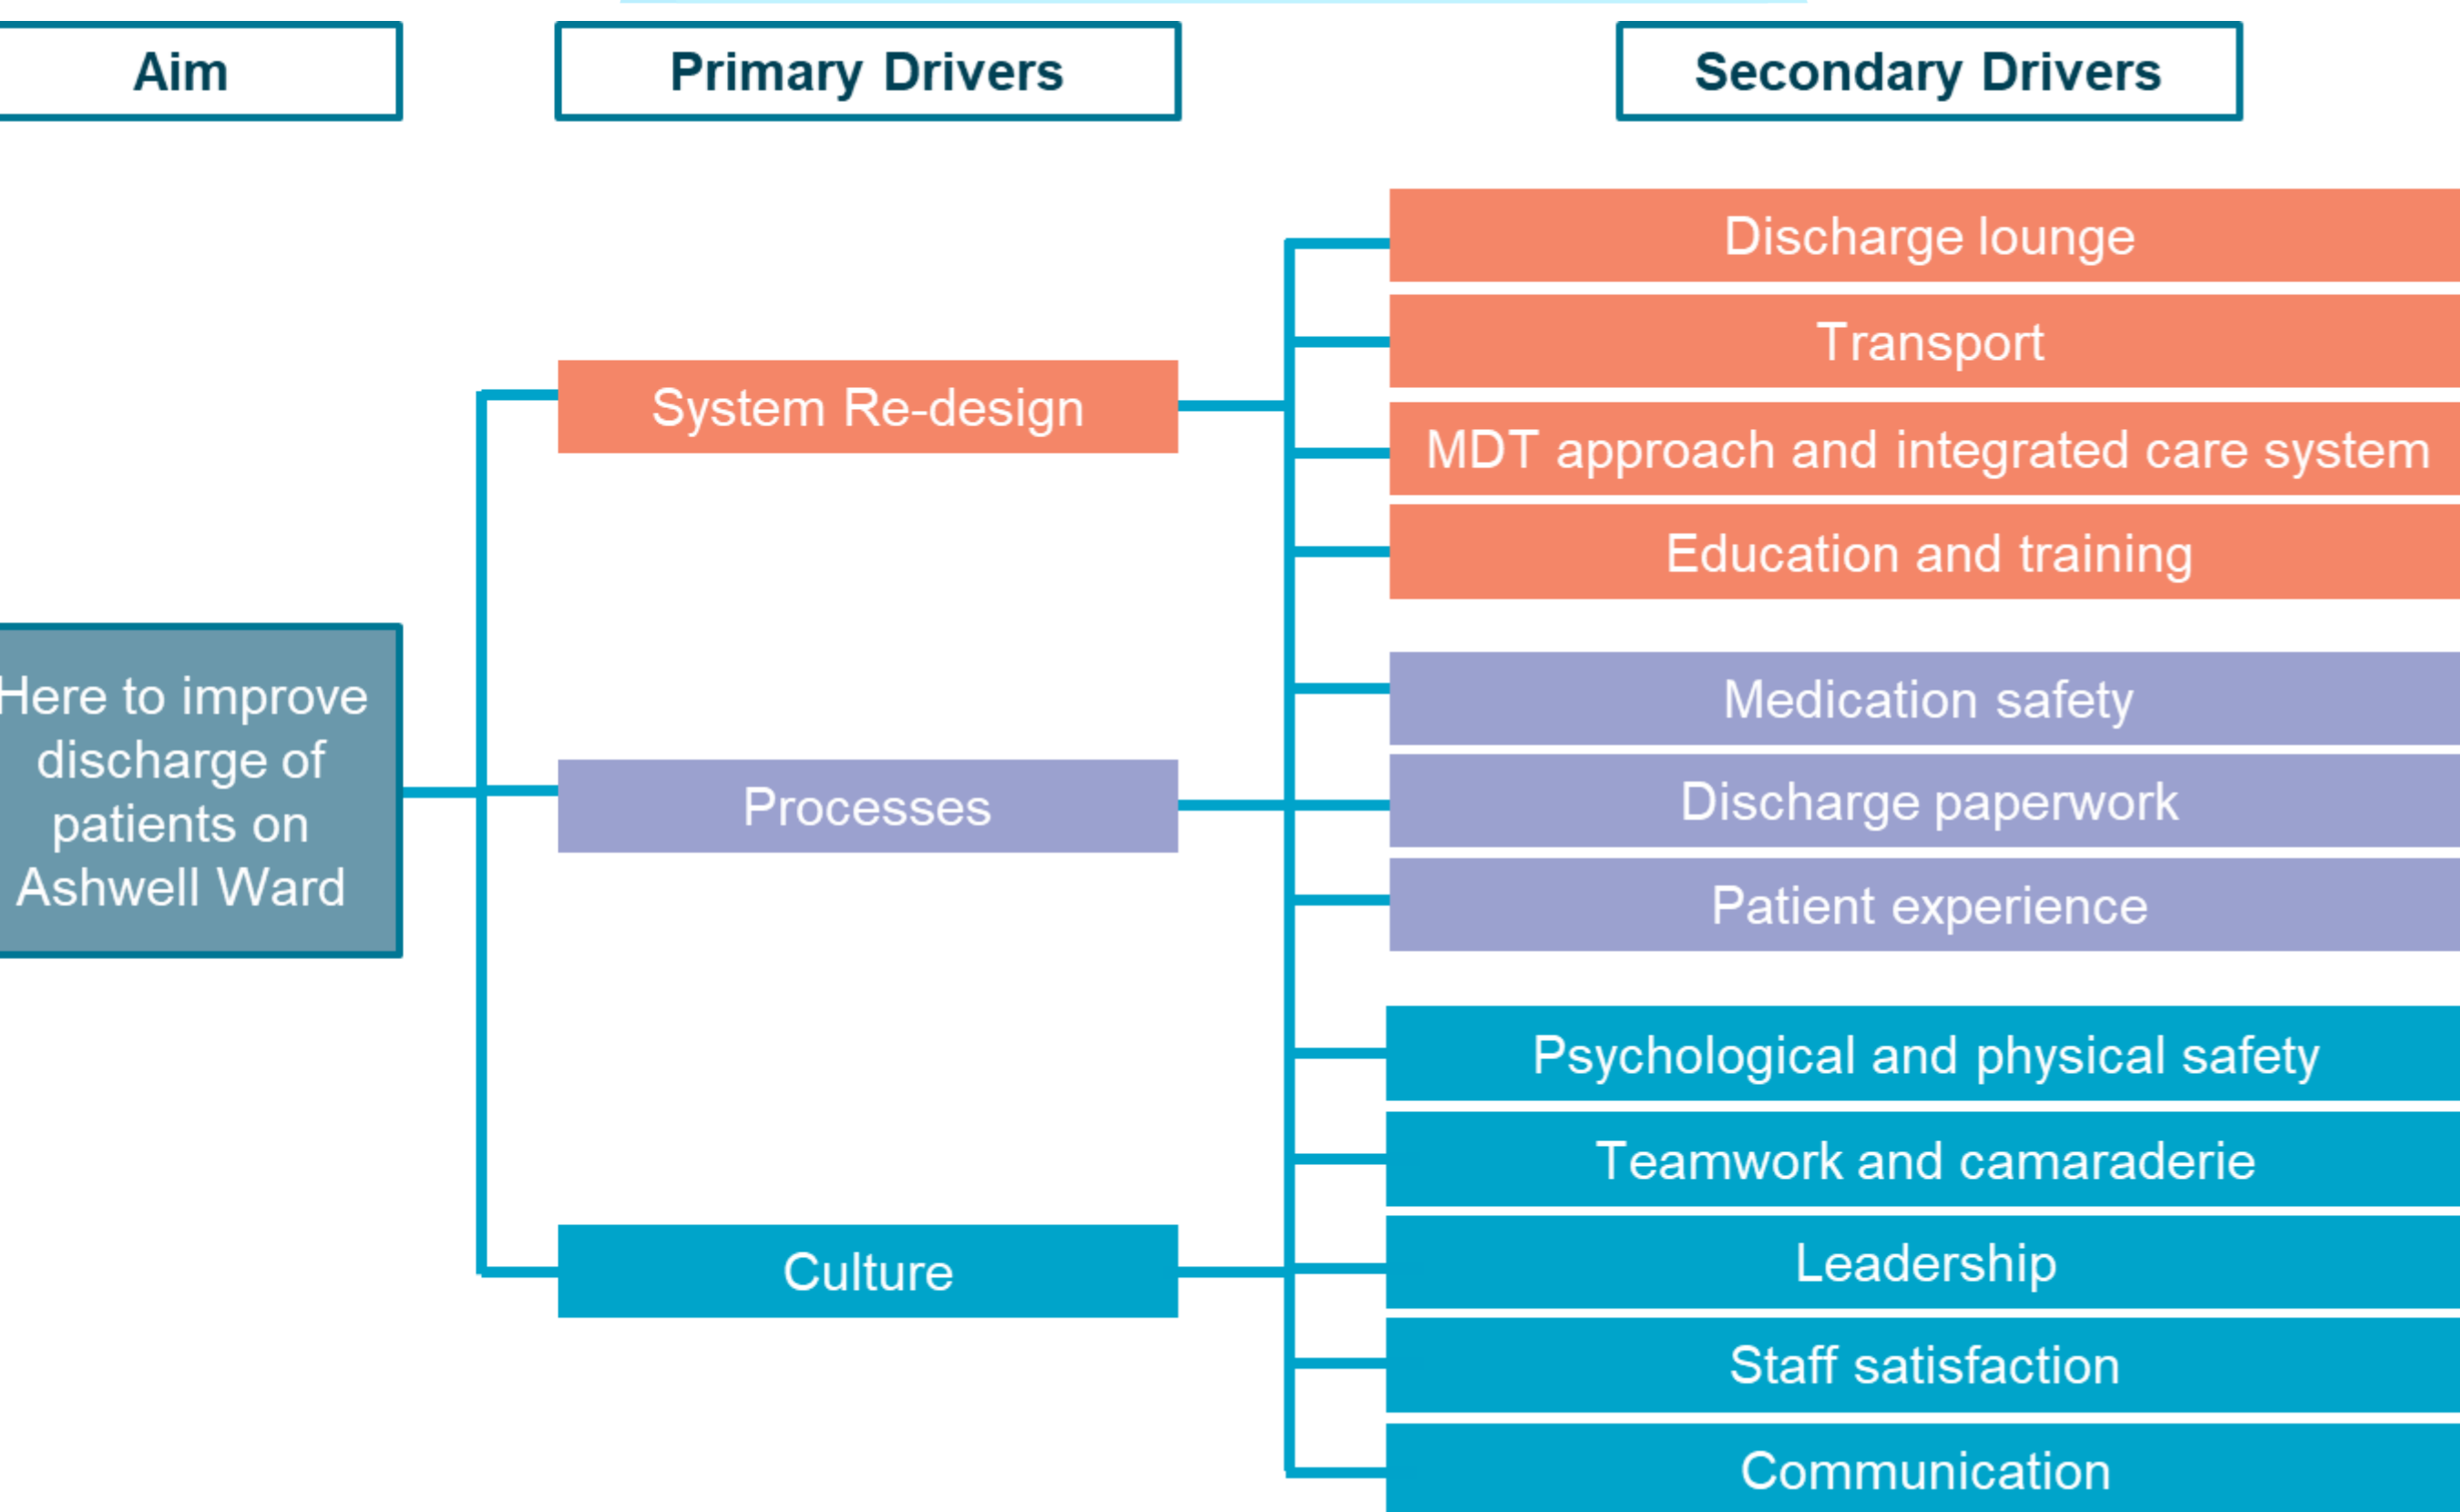 Aim
Primary Drivers
Secondary Drivers
Discharge lounge
Transport
System Re-design
MDT approach and integrated care system
Education and training
Here to improve
discharge of
patients on
Ashwell Ward
Medication safety
Processes
Discharge paperwork
Patient experience
Psychological and physical safety
Teamwork and camaraderie
Culture
Leadership
Staff satisfaction
Communication